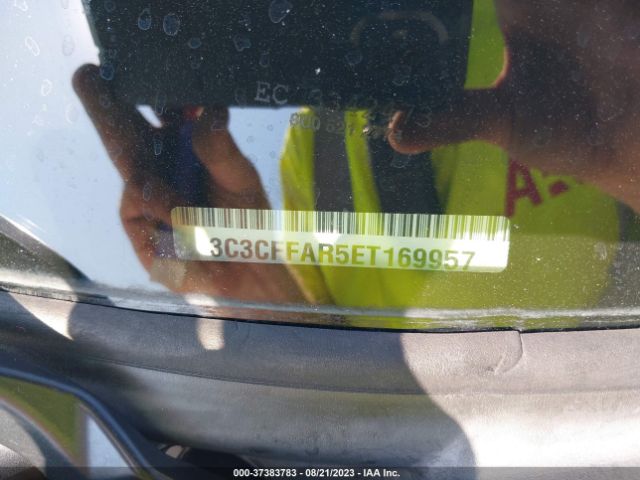 3C3CFFAR5ET169957
000-37383783 - 08/21/2023 - IAA Inc.